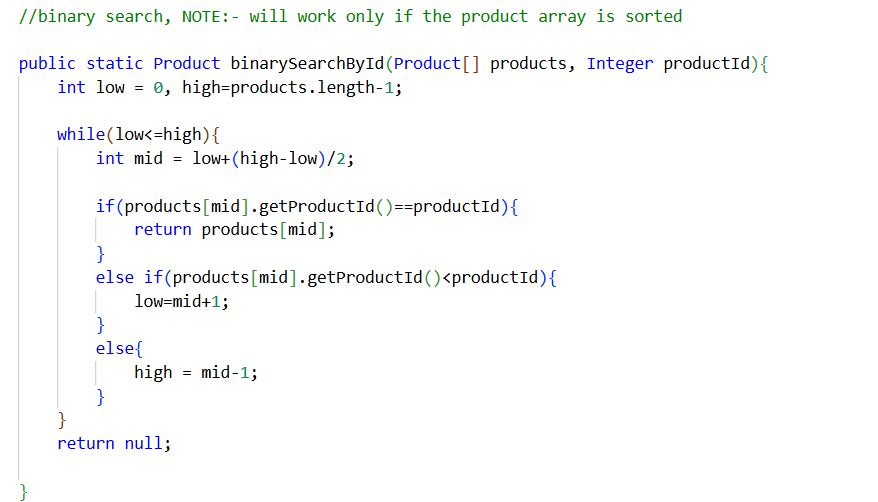 //binary search, NOTE:- will work only if the product array is sorted
public static Product binarySearchById(Product[] products, Integer productId){
int low = 0, high=products.length-1;
while(low<=high){
int mid = low+(high-low)/2;
if(products[mid].getProductId()==productId){
return products[mid];
}
else if(products[mid].getProductId()<productId){
low=mid+1;
}
else{
high = mid-1;
}
}
return null;
}